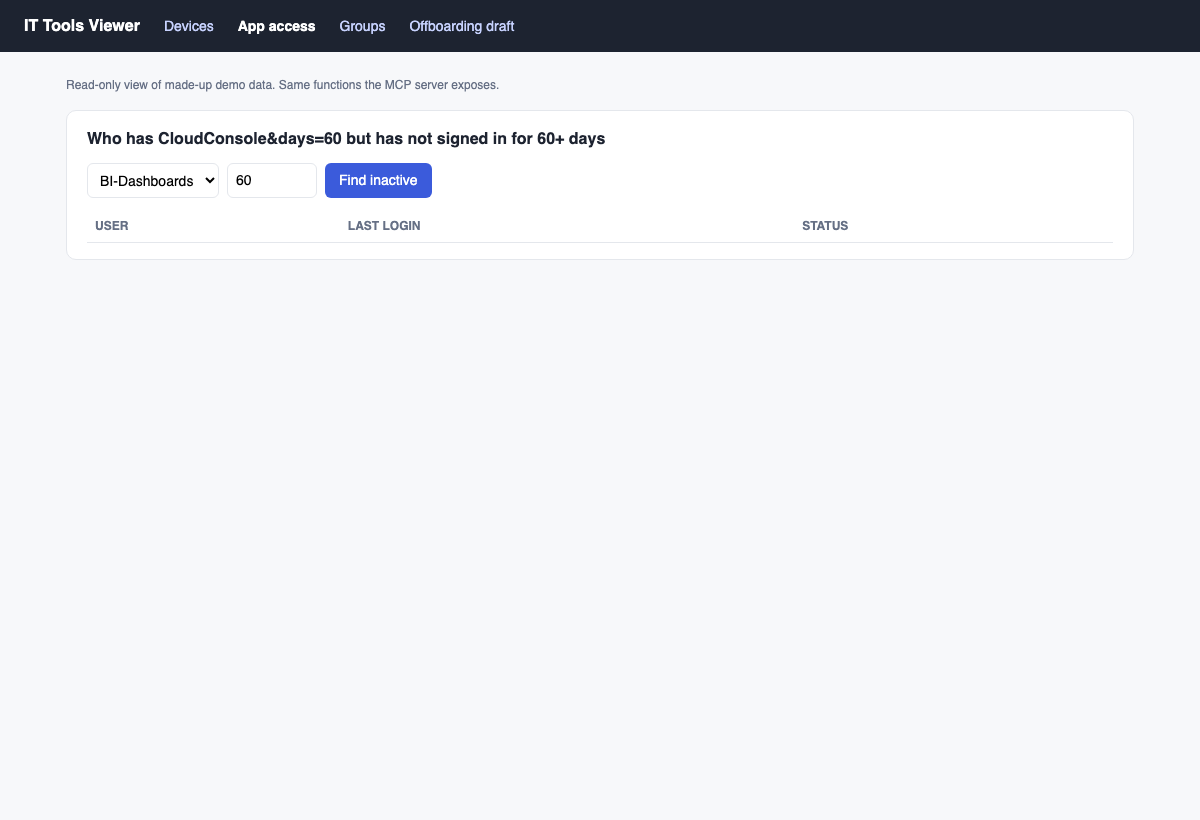 IT Tools Viewer Devices App access Groups Offboarding draft
Read-only view of made-up demo data. Same functions the MCP server exposes.
Who has CloudConsole&days=60 but has not signed in for 60+ days
BI-Dashboards 60 Find inactive
USER LAST LOGIN STATUS